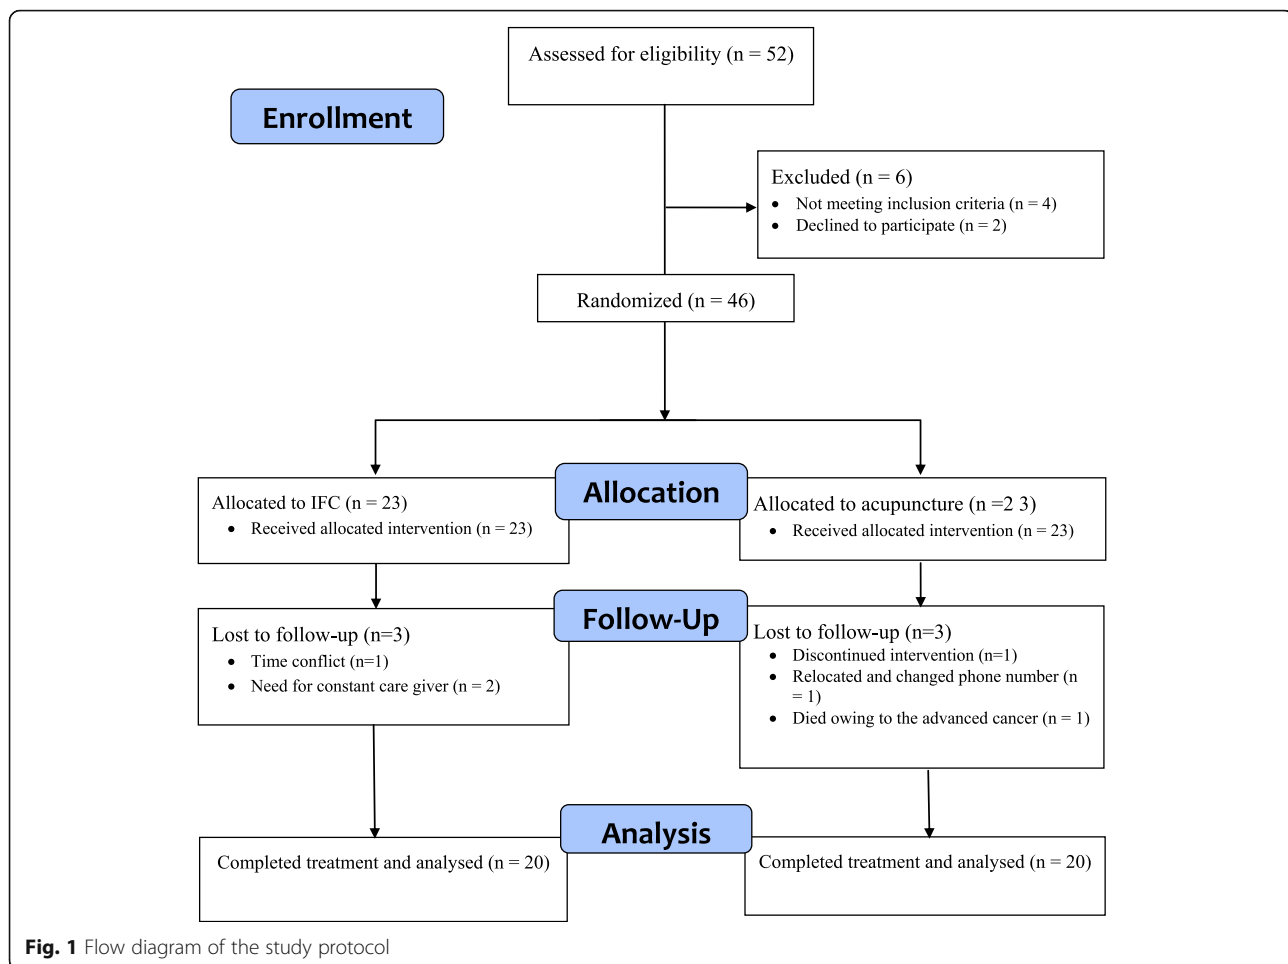 Assessed for eligibility (n = 52)
Enrollment
Excluded (n = 6)
• Not meeting inclusion criteria (n = 4)
• Declined to participate (n = 2)
Randomized (n = 46)
Allocation
Allocated to IFC (n = 23)
• Received allocated intervention (n = 23)
Allocated to acupuncture (n =2 3)
• Received allocated intervention (n = 23)
Follow-Up
Lost to follow-up (n=3)
• Time conflict (n=1)
• Need for constant care giver (n = 2)
Lost to follow-up (n=3)
• Discontinued intervention (n=1)
• Relocated and changed phone number (n
= 1)
• Died owing to the advanced cancer (n = 1)
Analysis
Completed treatment and analysed (n = 20)
Completed treatment and analysed (n = 20)
Fig. 1 Flow diagram of the study protocol